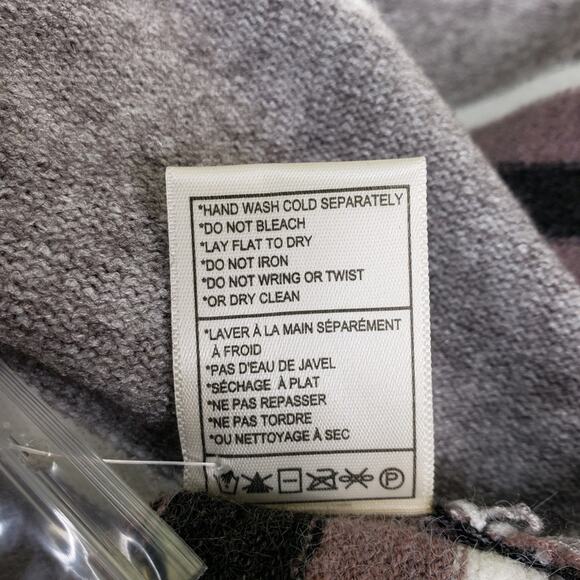 *HAND WASH COLD SEPARATELY
*DO NOT BLEACH
*LAY FLAT TO DRY
*DO NOT IRON
*DO NOT WRING OR TWIST
*OR DRY CLEAN
*LAVER À LA MAIN SÉPARÉMENT
À FROID
*PAS D'EAU DE JAVEL
*SÉCHAGE À PLAT
*NE PAS REPASSER
*NE PAS TORDRE
*OU NETTOYAGE À SEC
P